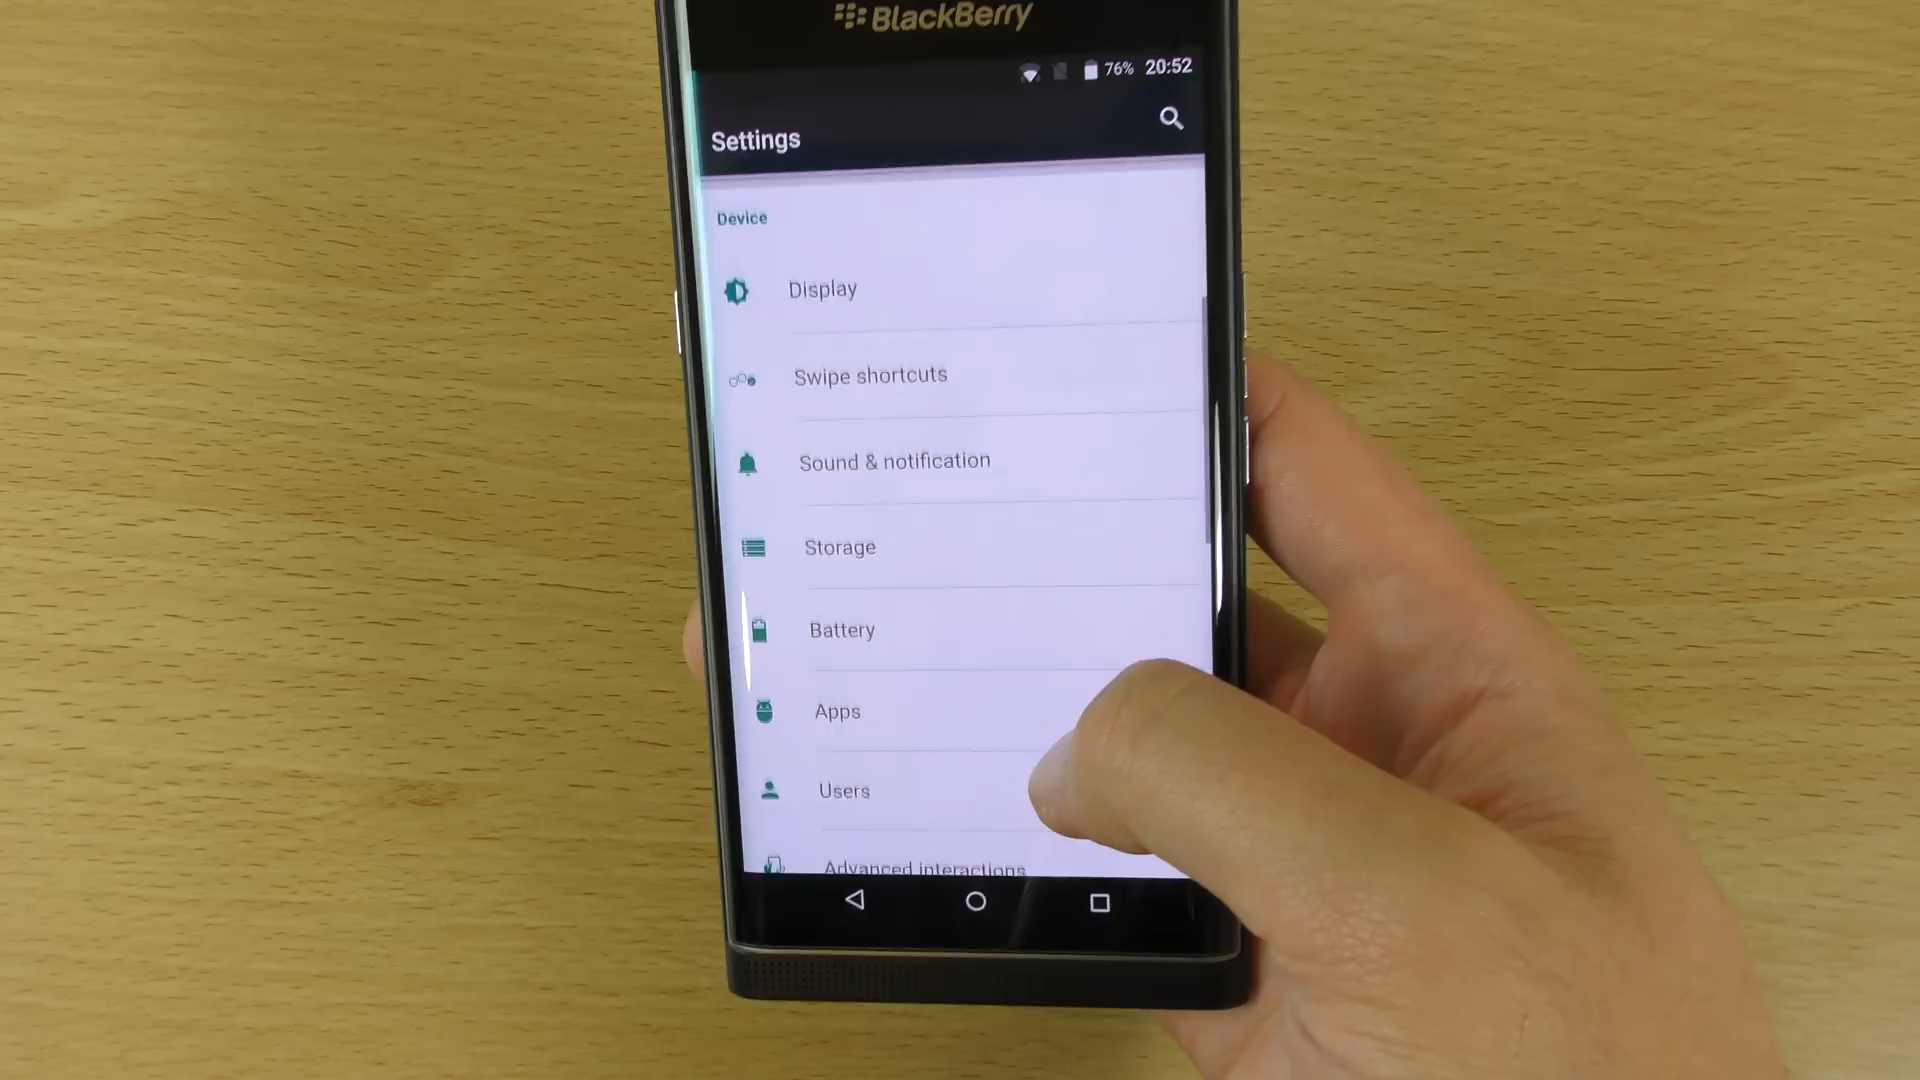 BlackBerry
76% 20:52
Settings
Device
Display
Swipe shortcuts
Sound & notification
Storage
Battery
Apps
Users
Advanced interactions